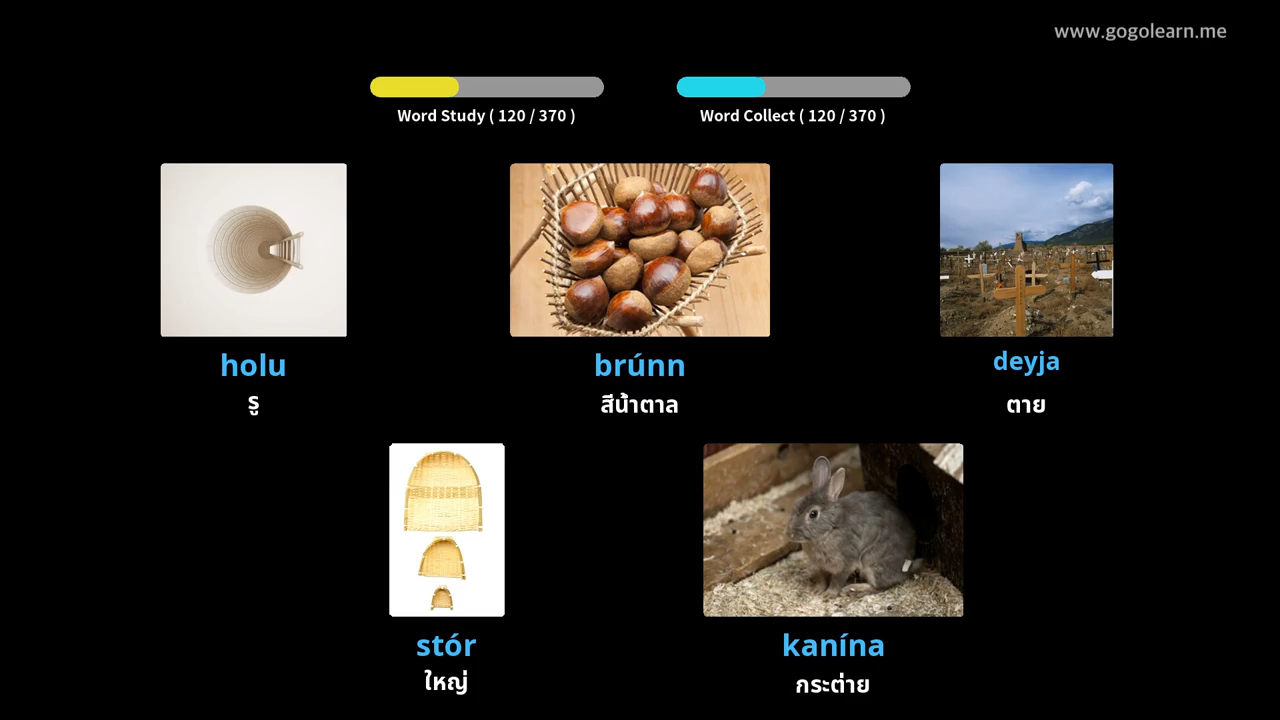 www.gogolearn.me
Word Study ( 120 / 370 )
Word Collect ( 120 / 370 )
holu
รู
brúnn
สีน้ำตาล
deyja
ตาย
stór
ใหญ่
kanína
กระต่าย